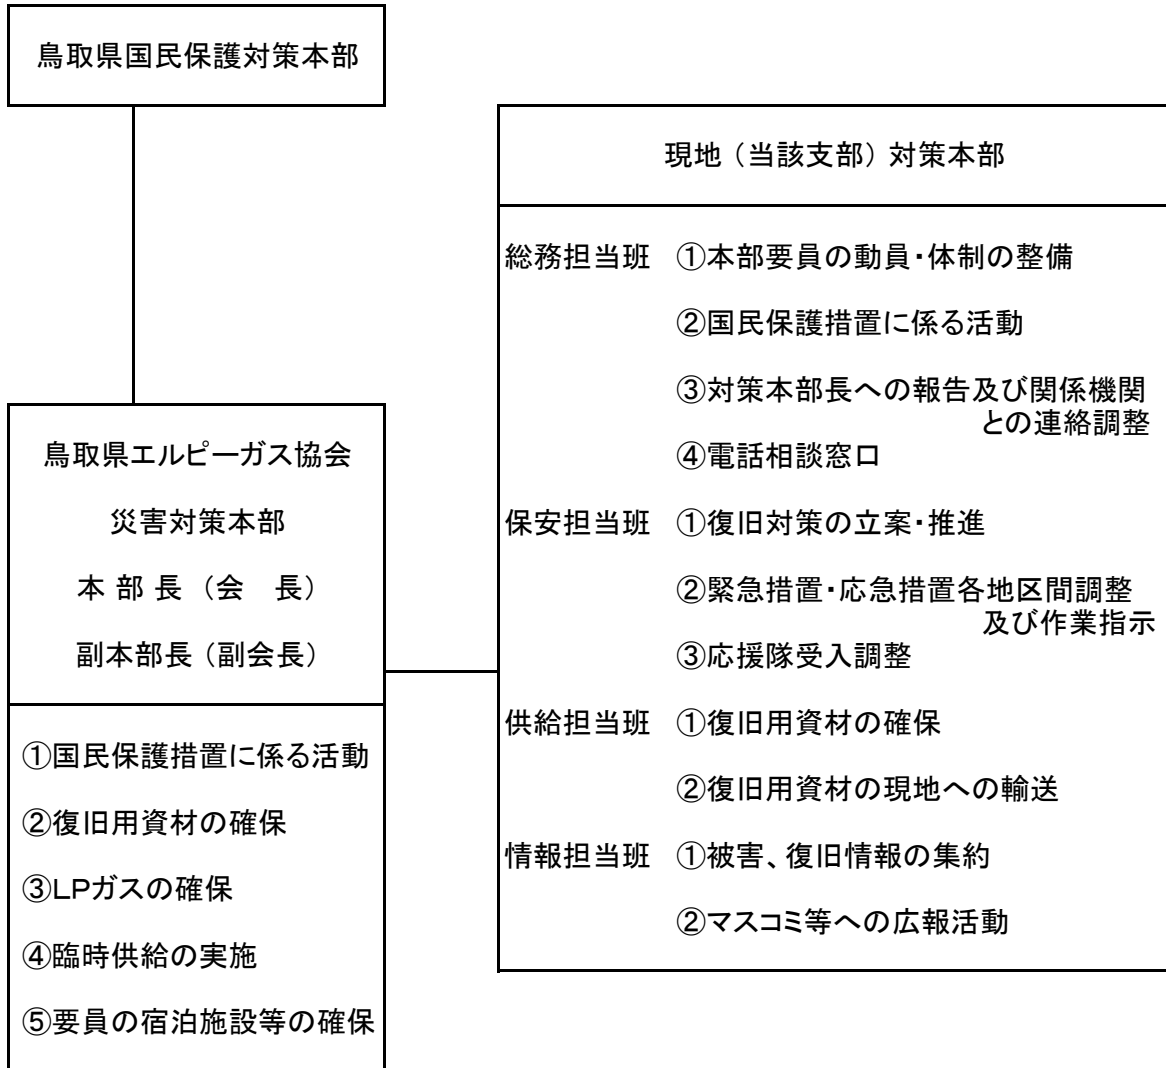 鳥取県国民保護対策本部
鳥取県エルピーガス協会
災害対策本部
本 部 長 （会　長）
副本部長（副会長）
①国民保護措置に係る活動
②復旧用資材の確保
③LPガスの確保
④臨時供給の実施
⑤要員の宿泊施設等の確保
現地（当該支部）対策本部
総務担当班　①本部要員の動員・体制の整備
②国民保護措置に係る活動
③対策本部長への報告及び関係機関
との連絡調整
④電話相談窓口
保安担当班　①復旧対策の立案・推進
②緊急措置・応急措置各地区間調整
及び作業指示
③応援隊受入調整
供給担当班　①復旧用資材の確保
②復旧用資材の現地への輸送
情報担当班　①被害、復旧情報の集約
②マスコミ等への広報活動